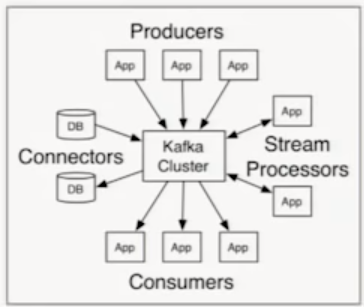 Producers
App
App
App
DB
App
Connectors
Kafka
Cluster
Stream
Processors
DB
App
App
App
App
Consumers